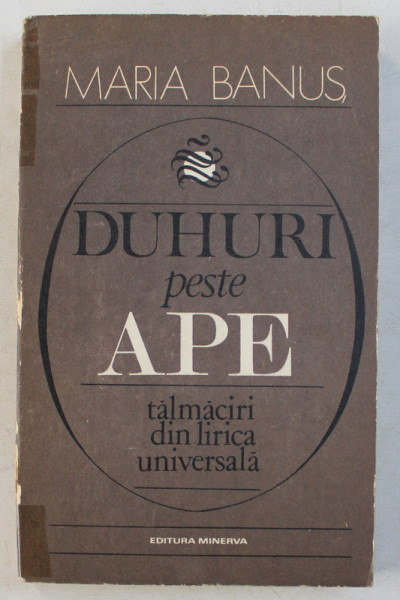 MARIA BANUȘ
DUHURI
peste
APE
tălmăciri
din lirica
universală
EDITURA MINERVA